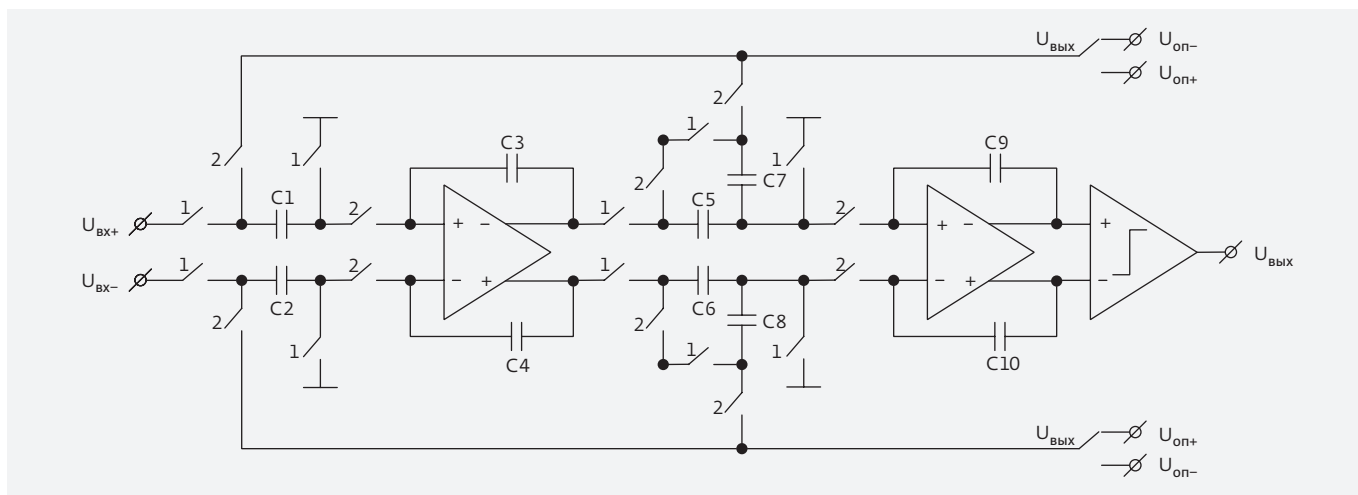 Uвых Uоп−
Uоп+
2
1
2
1 C3 1 C9
2 C7
2 1
C1 C5
Uвх+ 1 2 + − 1 2 + − +
Uвх− 1 2 − + 1 2 − + − Uвых
C2 C6
2 2 C8
1 1 1
C4 C10
2
Uвых Uоп+
Uоп−